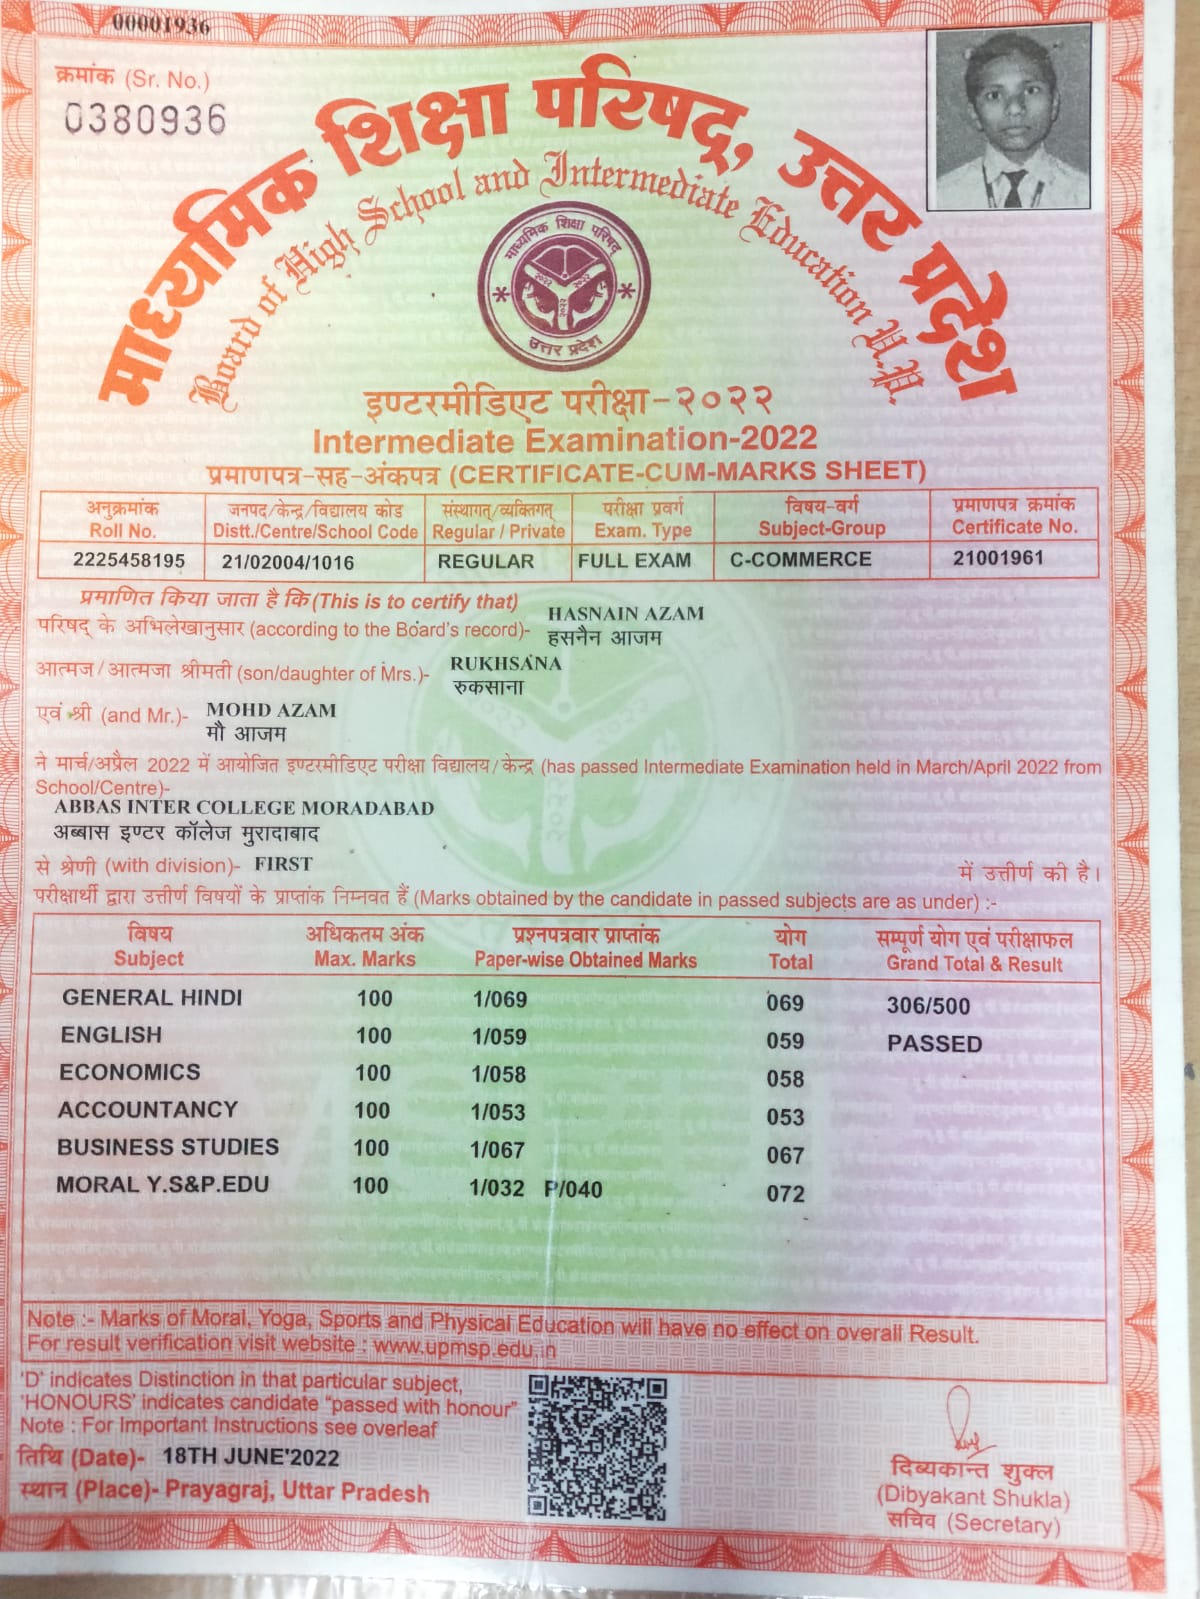 00001936
क्रमांक (Sr. No.)
0380936
माध्यमिक शिक्षा परिषद्, उत्तर प्रदेश
Board of High School and Intermediate Education U.P.
माध्यमिक शिक्षा परिषद्
२०२२ २०२२
२०२२
उत्तर प्रदेश
इण्टरमीडिएट परीक्षा-२०२२
Intermediate Examination-2022
प्रमाणपत्र-सह-अंकपत्र (CERTIFICATE-CUM-MARKS SHEET)
अनुक्रमांक जनपद/केन्द्र/विद्यालय कोड संस्थागत्/व्यक्तिगत् परीक्षा प्रवर्ग विषय-वर्ग प्रमाणपत्र क्रमांक
Roll No. Distt./Centre/School Code Regular / Private Exam. Type Subject-Group Certificate No.
2225458195 21/02004/1016 REGULAR FULL EXAM C-COMMERCE 21001961
प्रमाणित किया जाता है कि (This is to certify that) HASNAIN AZAM
परिषद् के अभिलेखानुसार (according to the Board's record)- हसनैन आजम
आत्मज/आत्मजा श्रीमती (son/daughter of Mrs.)- RUKHSANA
रुकसाना
एवं श्री (and Mr.)- MOHD AZAM
मौ आजम
ने मार्च/अप्रैल 2022 में आयोजित इण्टरमीडिएट परीक्षा विद्यालय/केन्द्र (has passed Intermediate Examination held in March/April 2022 from
School/Centre)-
ABBAS INTER COLLEGE MORADABAD
अब्बास इण्टर कॉलेज मुरादाबाद
से श्रेणी (with division)- FIRST में उत्तीर्ण की है।
परीक्षार्थी द्वारा उत्तीर्ण विषयों के प्राप्तांक निम्नवत हैं (Marks obtained by the candidate in passed subjects are as under) :-
विषय अधिकतम अंक प्रश्नपत्रवार प्राप्तांक योग सम्पूर्ण योग एवं परीक्षाफल
Subject Max. Marks Paper-wise Obtained Marks Total Grand Total & Result
GENERAL HINDI 100 1/069 069 306/500
ENGLISH 100 1/059 059 PASSED
ECONOMICS 100 1/058 058
ACCOUNTANCY 100 1/053 053
BUSINESS STUDIES 100 1/067 067
MORAL Y.S&P.EDU 100 1/032 P/040 072
Note :- Marks of Moral, Yoga, Sports and Physical Education will have no effect on overall Result.
For result verification visit website : www.upmsp.edu.in
'D' indicates Distinction in that particular subject,
'HONOURS' indicates candidate "passed with honour"
Note : For Important Instructions see overleaf
तिथि (Date)- 18TH JUNE'2022
स्थान (Place)- Prayagraj, Uttar Pradesh
दिब्यकान्त शुक्ल
(Dibyakant Shukla)
सचिव (Secretary)